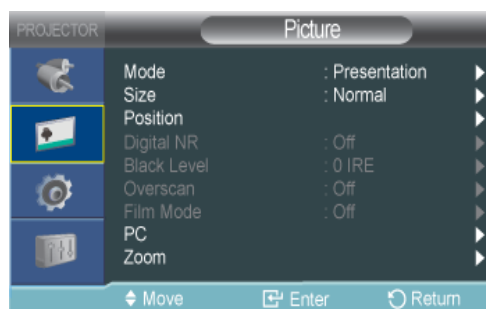 PROJECTOR
Picture
Mode : Presentation
Size : Normal
Position
Digital NR : Off
Black Level : 0 IRE
Overscan : Off
Film Mode : Off
PC
Zoom
Move Enter Return